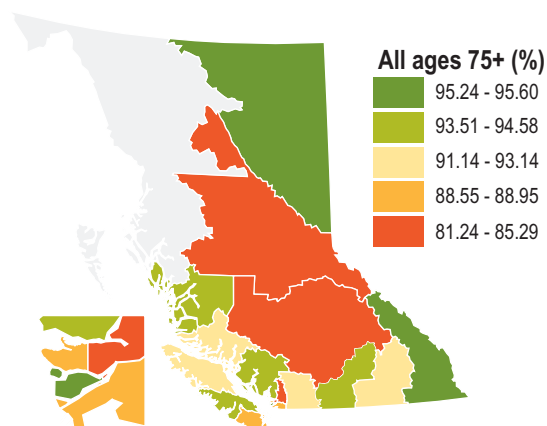 All ages 75+ (%)
95.24 - 95.60
93.51 - 94.58
91.14 - 93.14
88.55 - 88.95
81.24 - 85.29